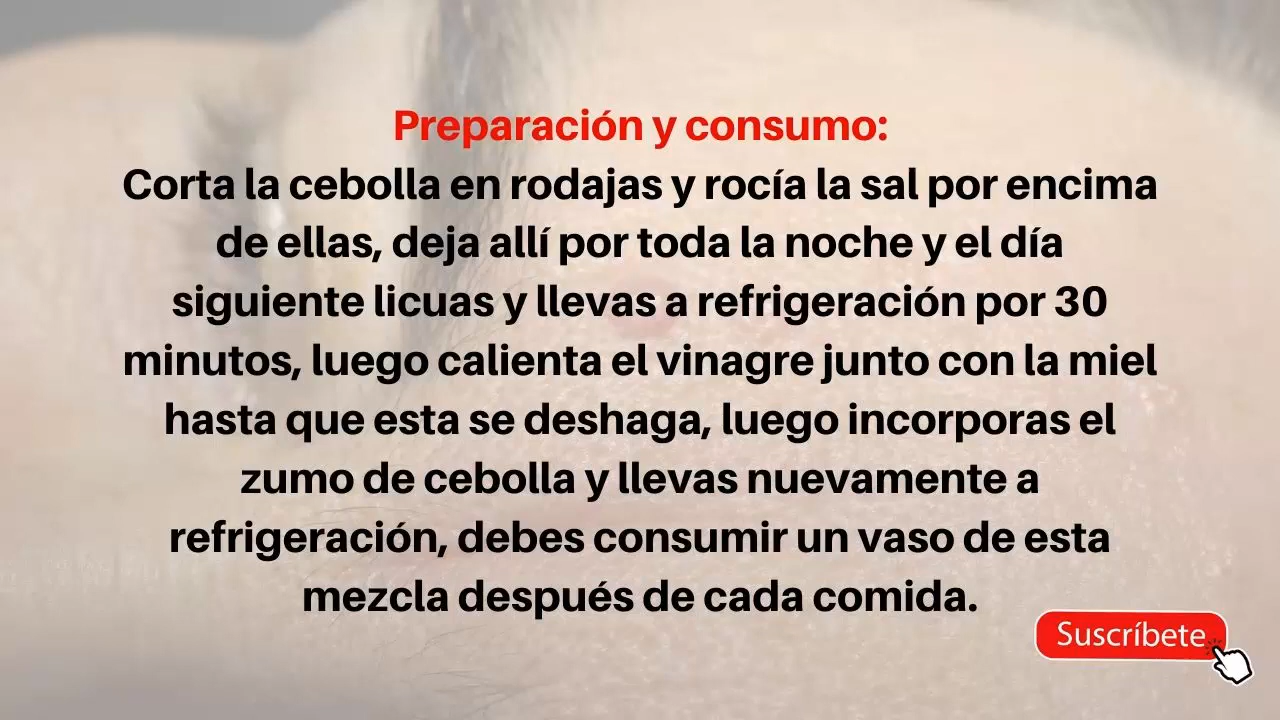 Preparación y consumo:
Corta la cebolla en rodajas y rocía la sal por encima
de ellas, deja allí por toda la noche y el día
siguiente licuas y llevas a refrigeración por 30
minutos, luego calienta el vinagre junto con la miel
hasta que esta se deshaga, luego incorporas el
zumo de cebolla y llevas nuevamente a
refrigeración, debes consumir un vaso de esta
mezcla después de cada comida.
Suscríbete